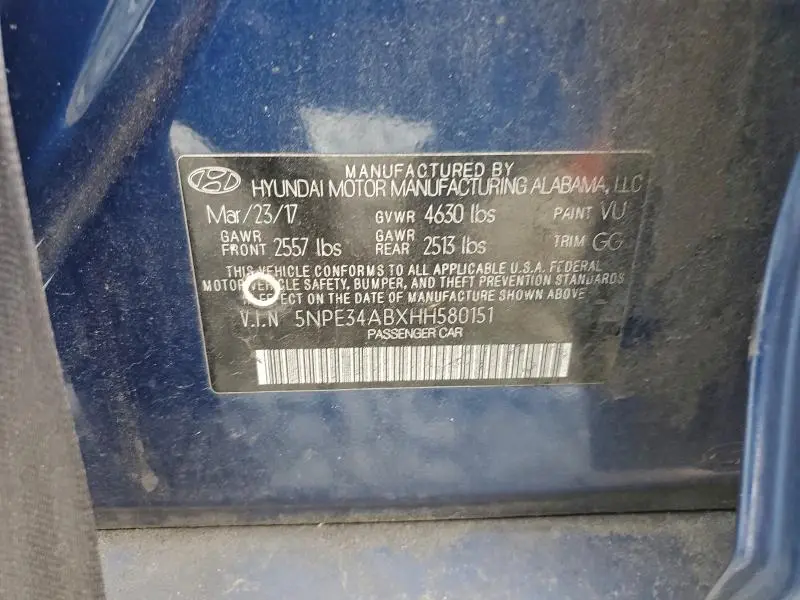 MANUFACTURED BY
HYUNDAI MOTOR MANUFACTURING ALABAMA, LLC
Mar/23/17 GVWR 4630 lbs PAINT VU
GAWR FRONT 2557 lbs GAWR REAR 2513 lbs TRIM GG
THIS VEHICLE CONFORMS TO ALL APPLICABLE U.S.A. FEDERAL
MOTOR VEHICLE SAFETY, BUMPER, AND THEFT PREVENTION STANDARDS
EFFECT ON THE DATE OF MANUFACTURE SHOWN ABOVE
V.I.N 5NPE34ABXHH580151
PASSENGER CAR